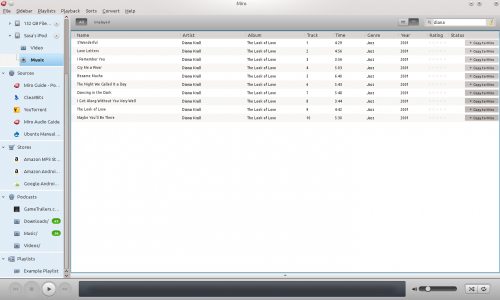 Miro
File Sidebar Playlists Sorts Convert Help
All Unplayed diana
132 GB File...
Sara's iPod
Video
Music
Sources
Miro Guide - Po...
ClearBits
YouTorrent
Miro Audio Guide
Ubuntu Manual ...
Stores
Amazon MP3 St...
Amazon Androi...
Google Androi...
Podcasts
GameTrailers.c...
Downloads/
Music/
Videos/
Playlists
Example Playlist
Name Artist Album Track Time Genre Year Rating Status
S'Wonderful Diana Krall The Look of Love 1 4:29 Jazz 2001 Copy to Miro
Love Letters Diana Krall The Look of Love 2 4:56 Jazz 2001 Copy to Miro
I Remember You Diana Krall The Look of Love 3 3:54 Jazz 2001 Copy to Miro
Cry Me a River Diana Krall The Look of Love 4 5:03 Jazz 2001 Copy to Miro
Besame Mucho Diana Krall The Look of Love 5 6:40 Jazz 2001 Copy to Miro
The Night We Called It a Day Diana Krall The Look of Love 6 5:43 Jazz 2001 Copy to Miro
Dancing in the Dark Diana Krall The Look of Love 7 5:48 Jazz 2001 Copy to Miro
I Get Along Without You Very Well Diana Krall The Look of Love 8 3:44 Jazz 2001 Copy to Miro
The Look of Love Diana Krall The Look of Love 9 4:42 Jazz 2001 Copy to Miro
Maybe You'll Be There Diana Krall The Look of Love 10 5:36 Jazz 2001 Copy to Miro